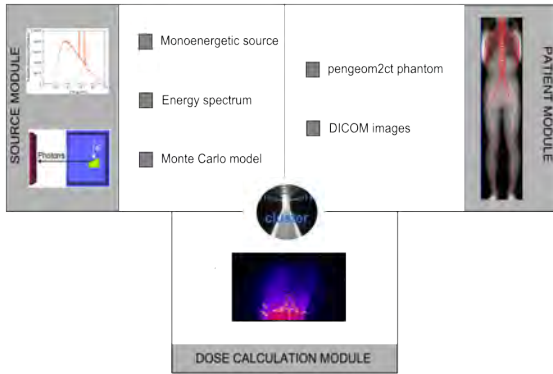 SOURCE MODULE
Photons
Monoenergetic source
Energy spectrum
Monte Carlo model
pengeom2ct phantom
DICOM images
PATIENT MODULE
cluster
DOSE CALCULATION MODULE